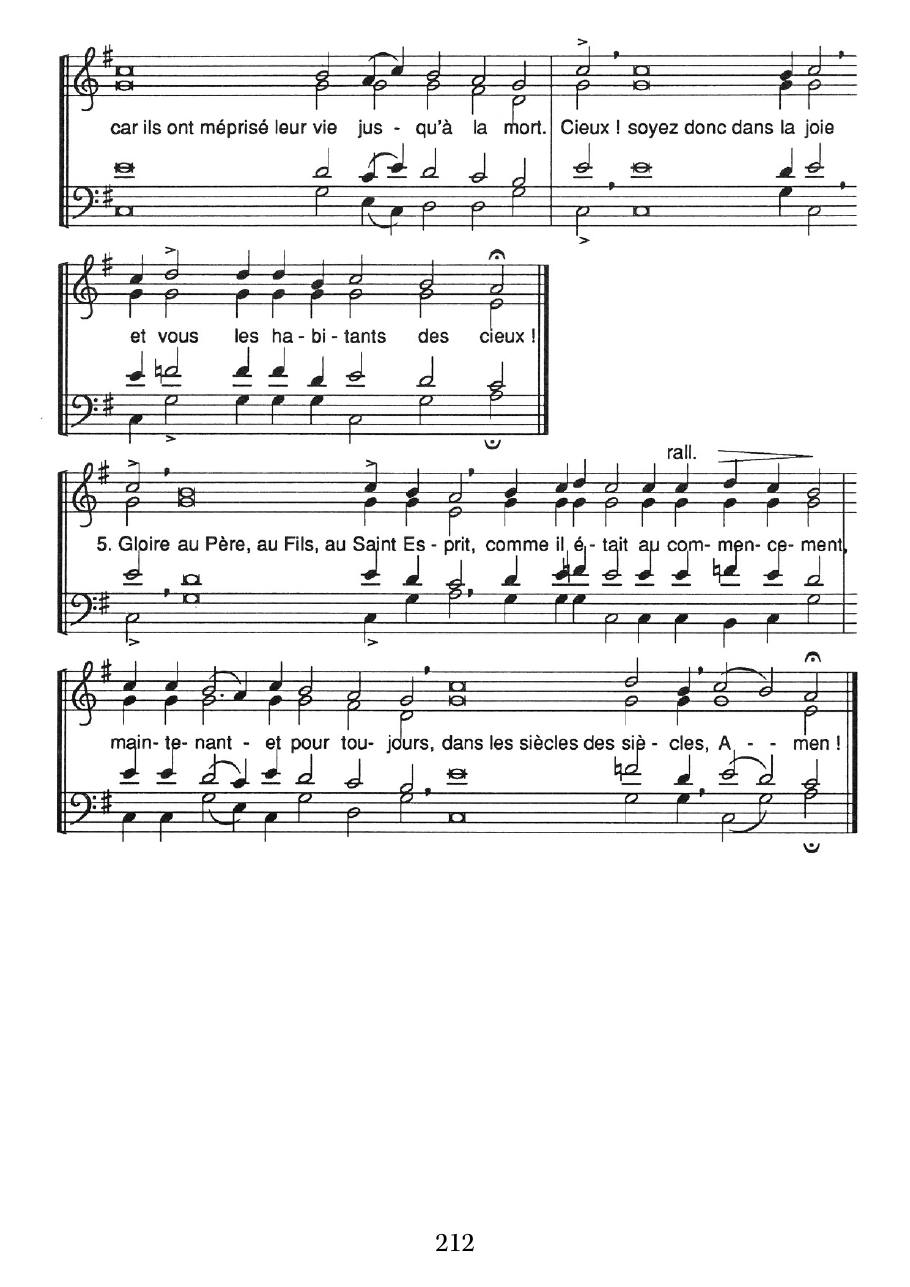 car ils ont méprisé leur vie jus - qu'à la mort. Cieux ! soyez donc dans la joie
et vous les ha - bi - tants des cieux !
rall.
5. Gloire au Père, au Fils, au Saint Es - prit, comme il é - tait au com- men- ce- ment,
main- te- nant - et pour tou- jours, dans les siècles des siè - cles, A - - men !
212